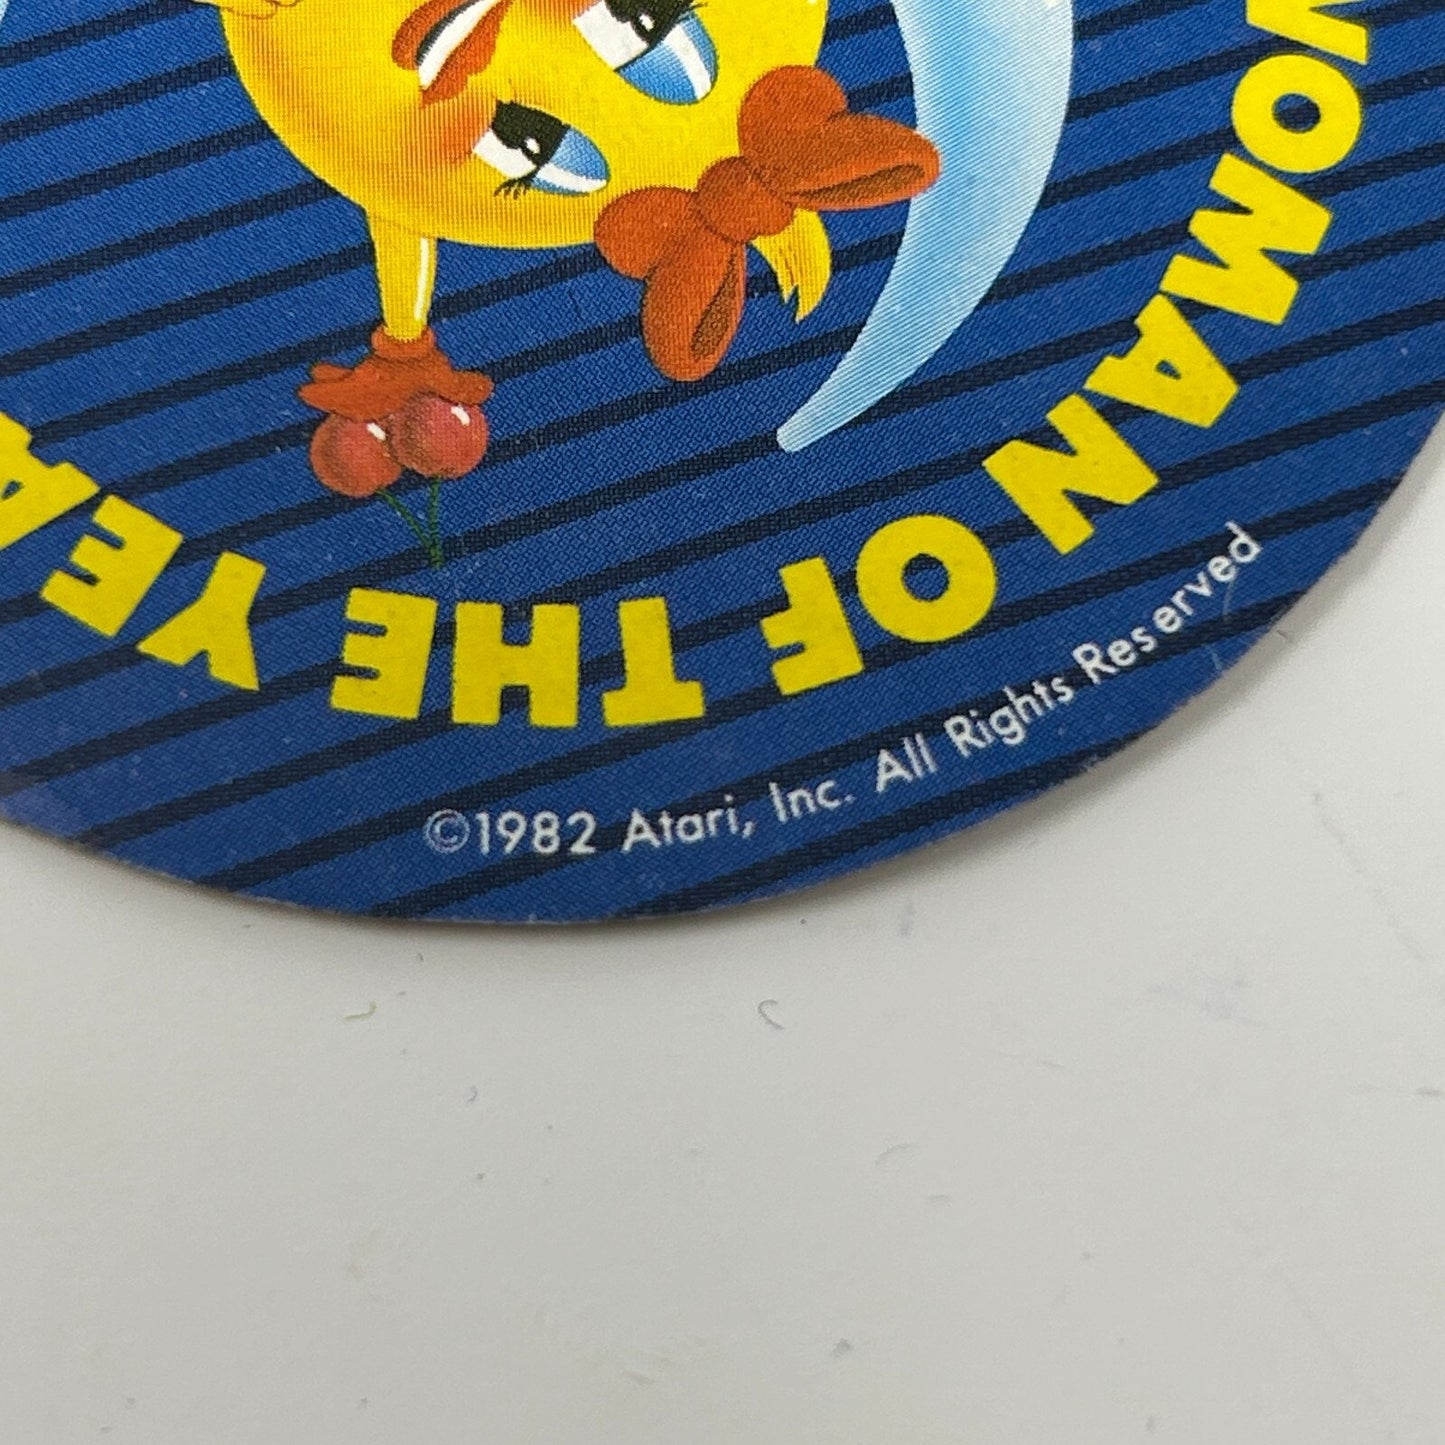 WOMAN OF THE YEA
©1982 Atari, Inc. All Rights Reserved